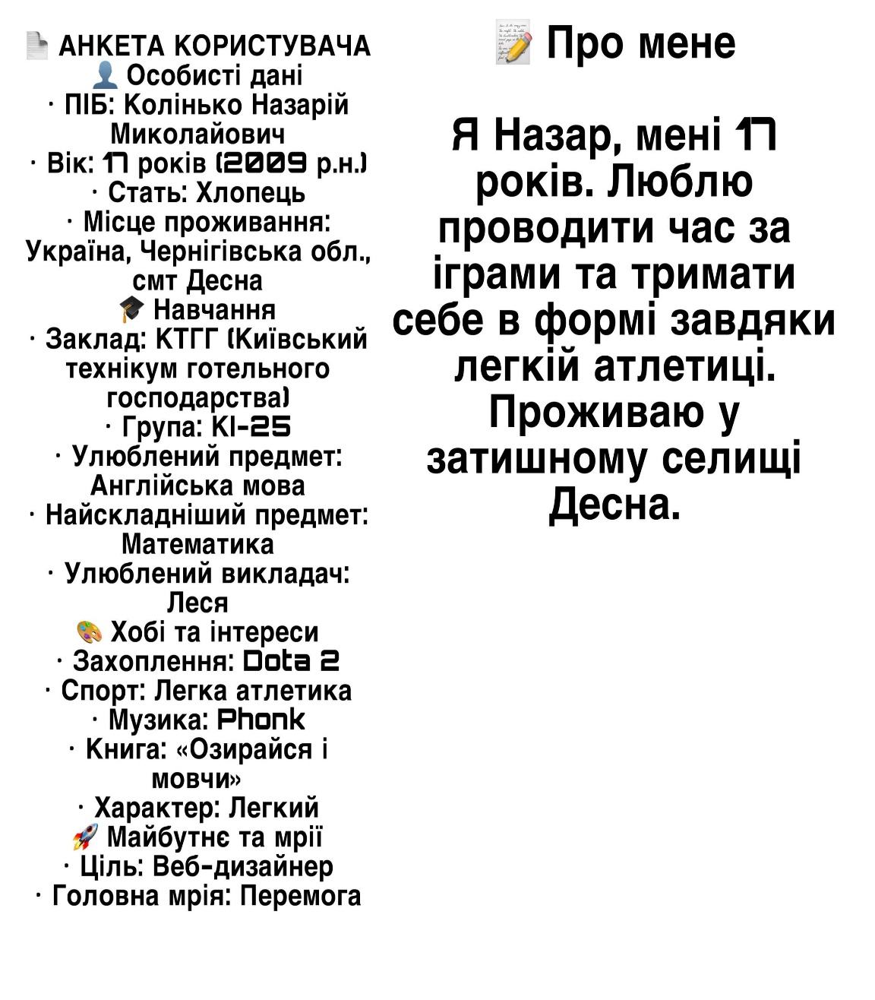 📄 АНКЕТА КОРИСТУВАЧА
👤 Особисті дані
· ПІБ: Колінько Назарій
Миколайович
· Вік: 17 років (2009 р.н.)
· Стать: Хлопець
· Місце проживання:
Україна, Чернігівська обл.,
смт Десна
🎓 Навчання
· Заклад: КТГГ (Київський
технікум готельного
господарства)
· Група: КІ-25
· Улюблений предмет:
Англійська мова
· Найскладніший предмет:
Математика
· Улюблений викладач:
Леся
🎨 Хобі та інтереси
· Захоплення: Dota 2
· Спорт: Легка атлетика
· Музика: Phonk
· Книга: «Озирайся і
мовчи»
· Характер: Легкий
🚀 Майбутнє та мрії
· Ціль: Веб-дизайнер
· Головна мрія: Перемога
📝 Про мене
Я Назар, мені 17
років. Люблю
проводити час за
іграми та тримати
себе в формі завдяки
легкій атлетиці.
Проживаю у
затишному селищі
Десна.